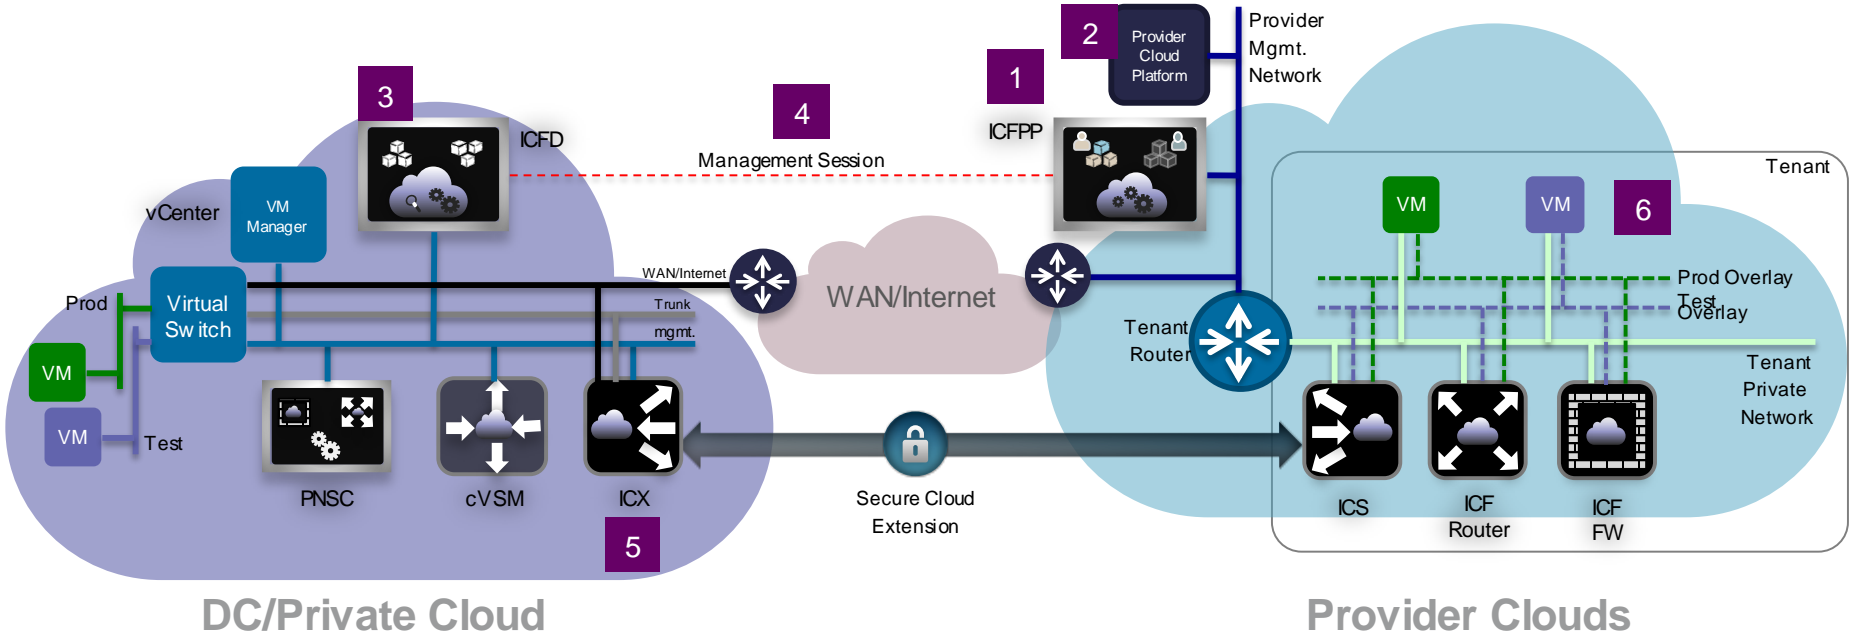 2
Provider
Cloud
Platform
Provider
Mgmt.
Network
1
ICFPP
3
ICFD
4
Management Session
Tenant
vCenter
VM
Manager
VM
VM
6
WAN/Internet
WAN/Internet
Prod
Virtual
Switch
Trunk
mgmt.
Prod Overlay
Test
Overlay
Tenant
Router
VM
VM
Test
Tenant
Private
Network
PNSC
cVSM
ICX
5
Secure Cloud
Extension
ICS
ICF
Router
ICF
FW
DC/Private Cloud
Provider Clouds